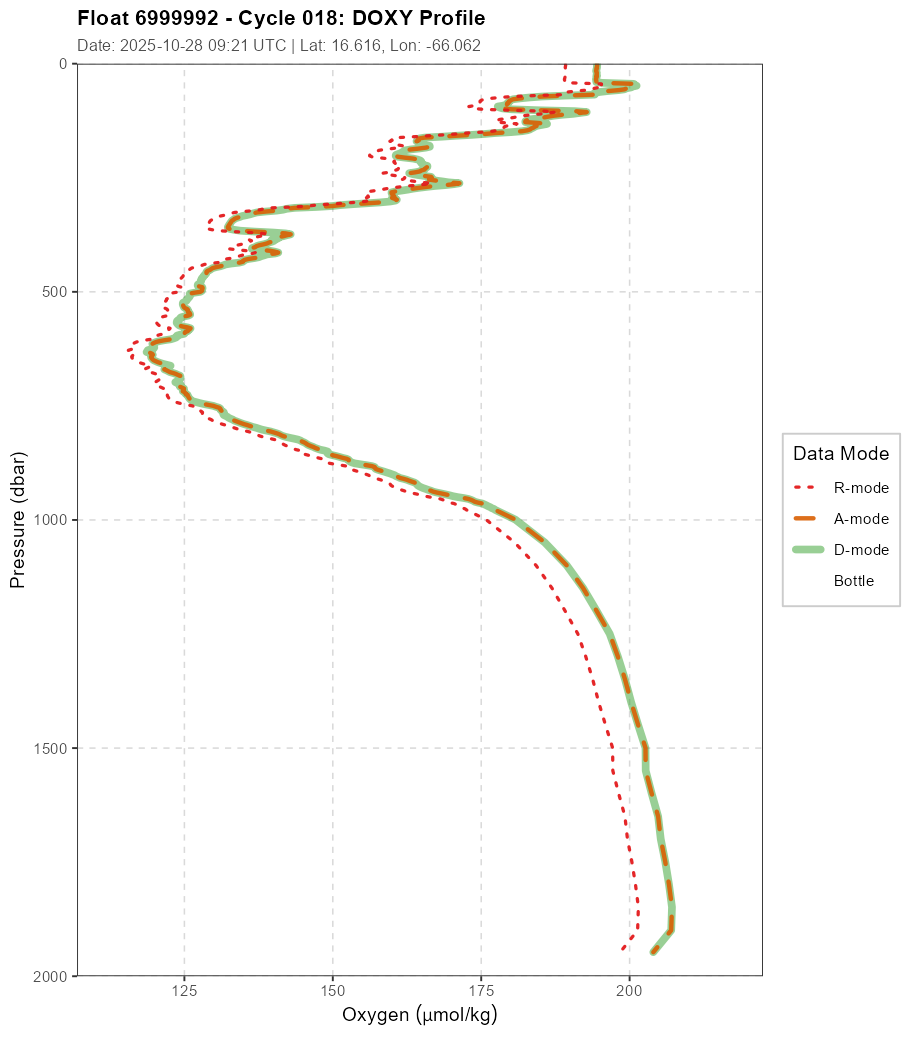 Float 6999992 - Cycle 018: DOXY Profile
Date: 2025-10-28 09:21 UTC | Lat: 16.616, Lon: -66.062
0
500
1000
1500
2000
Pressure (dbar)
125
150
175
200
Oxygen (μmol/kg)
Data Mode
R-mode
A-mode
D-mode
Bottle